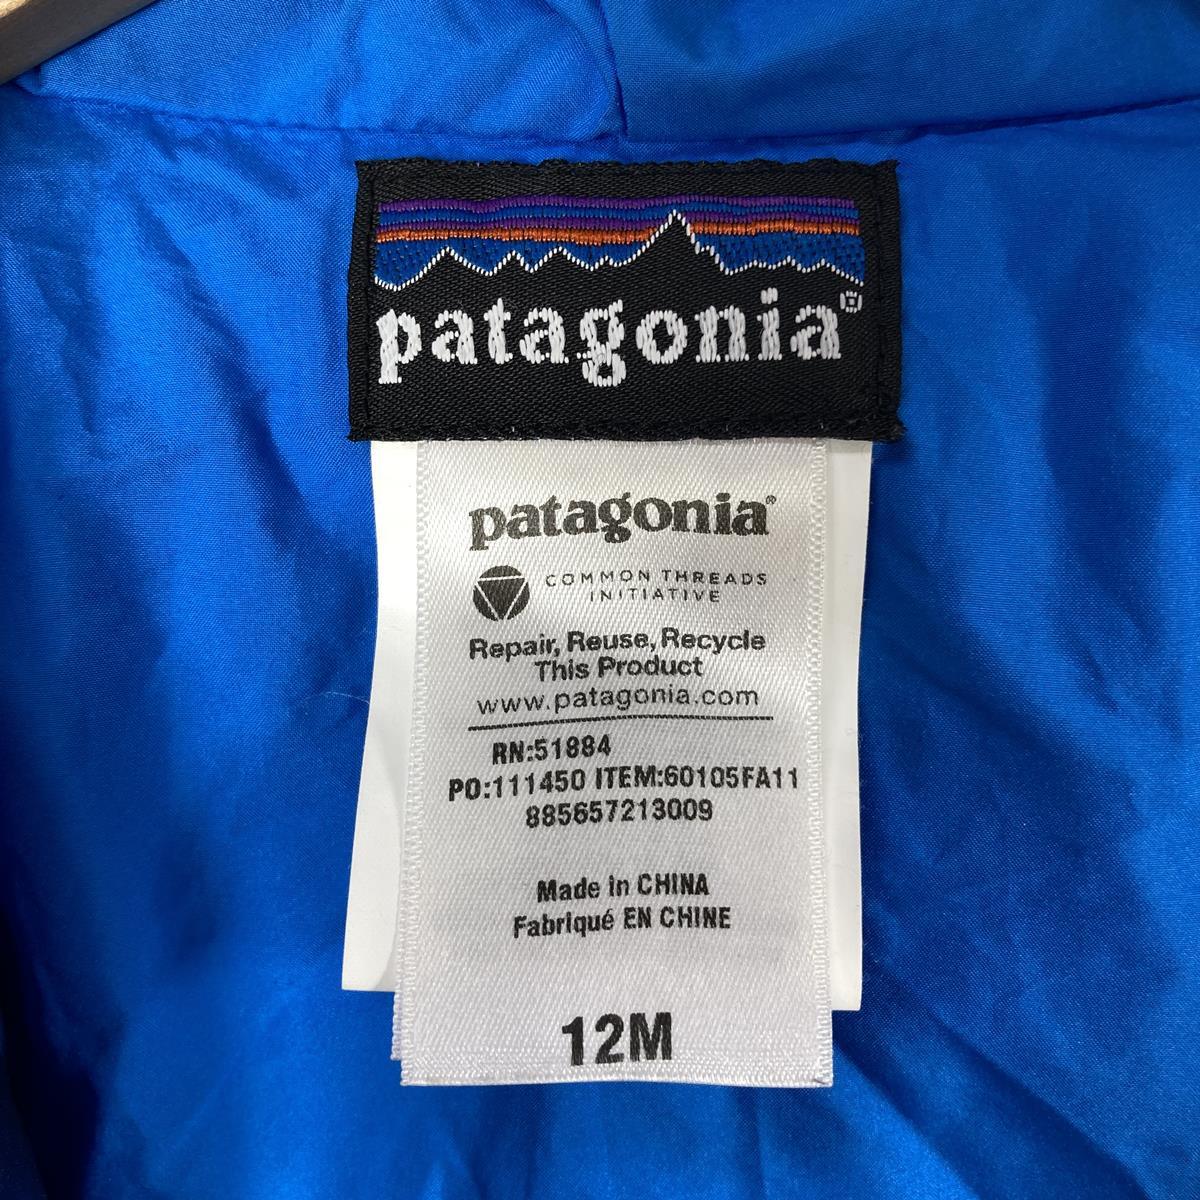 patagonia®
patagonia®
COMMON THREADS
INITIATIVE
Repair, Reuse, Recycle
This Product
www.patagonia.com
RN:51884
PO:111450 ITEM:60105FA11
885657213009
Made in CHINA
Fabriqué EN CHINE
12M